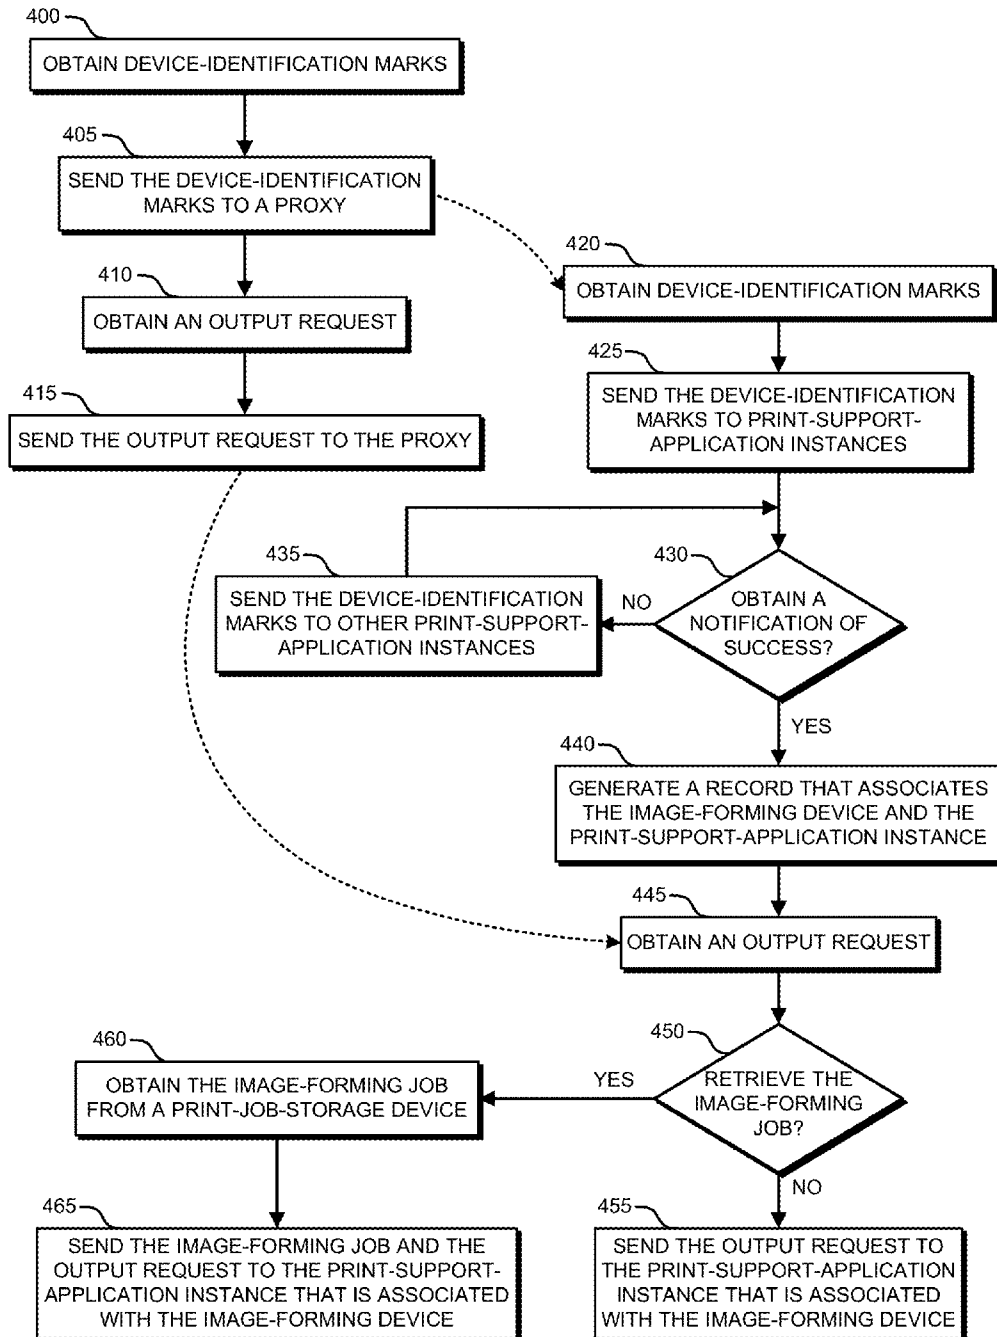 400
OBTAIN DEVICE-IDENTIFICATION MARKS
405
SEND THE DEVICE-IDENTIFICATION
MARKS TO A PROXY
410
OBTAIN AN OUTPUT REQUEST
415
SEND THE OUTPUT REQUEST TO THE PROXY
420
OBTAIN DEVICE-IDENTIFICATION MARKS
425
SEND THE DEVICE-IDENTIFICATION
MARKS TO PRINT-SUPPORT-
APPLICATION INSTANCES
430
OBTAIN A
NOTIFICATION OF
SUCCESS?
NO
435
SEND THE DEVICE-IDENTIFICATION
MARKS TO OTHER PRINT-SUPPORT-
APPLICATION INSTANCES
YES
440
GENERATE A RECORD THAT ASSOCIATES
THE IMAGE-FORMING DEVICE AND THE
PRINT-SUPPORT-APPLICATION INSTANCE
445
OBTAIN AN OUTPUT REQUEST
450
RETRIEVE THE
IMAGE-FORMING
JOB?
YES
460
OBTAIN THE IMAGE-FORMING JOB
FROM A PRINT-JOB-STORAGE DEVICE
465
SEND THE IMAGE-FORMING JOB AND THE
OUTPUT REQUEST TO THE PRINT-SUPPORT-
APPLICATION INSTANCE THAT IS ASSOCIATED
WITH THE IMAGE-FORMING DEVICE
NO
455
SEND THE OUTPUT REQUEST TO
THE PRINT-SUPPORT-APPLICATION
INSTANCE THAT IS ASSOCIATED
WITH THE IMAGE-FORMING DEVICE